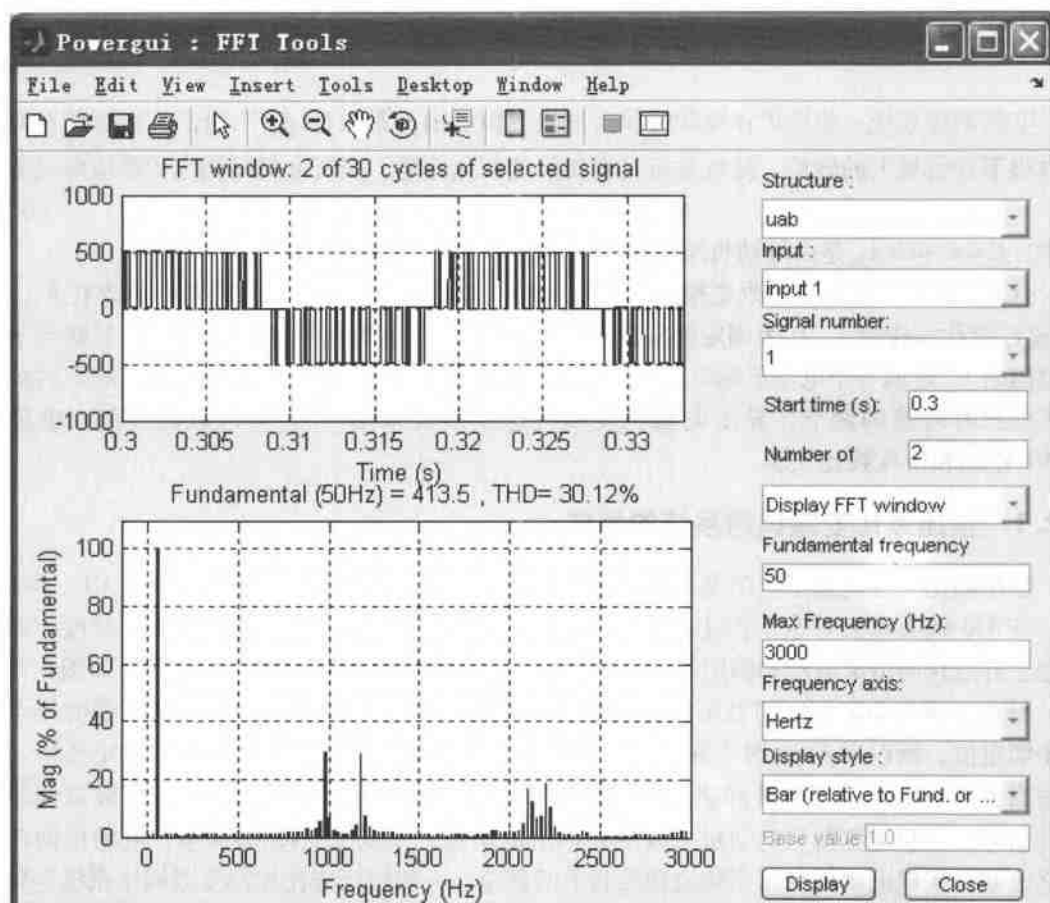 Powergui : FFT Tools
File Edit View Insert Tools Desktop Window Help
FFT window: 2 of 30 cycles of selected signal
1000
500
0
-500
-1000
0.3 0.305 0.31 0.315 0.32 0.325 0.33
Time (s)
Fundamental (50Hz) = 413.5 , THD= 30.12%
Mag (% of Fundamental)
100
80
60
40
20
0
0 500 1000 1500 2000 2500 3000
Frequency (Hz)
Structure :
uab
Input :
input 1
Signal number:
1
Start time (s): 0.3
Number of 2
Display FFT window
Fundamental frequency
50
Max Frequency (Hz):
3000
Frequency axis:
Hertz
Display style :
Bar (relative to Fund. or ...
Base value: 1.0
Display Close